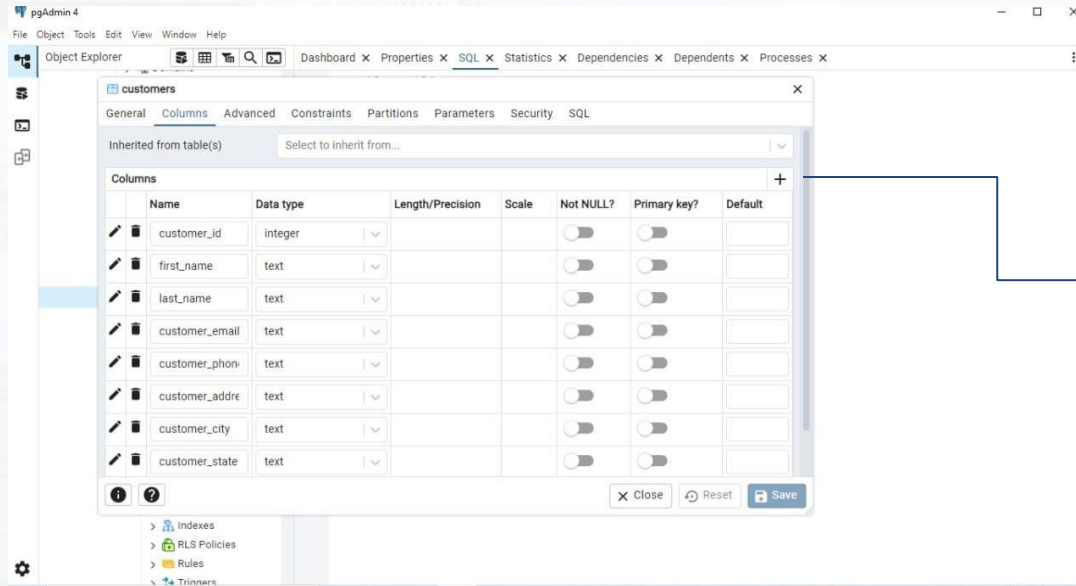 pgAdmin 4
File Object Tools Edit View Window Help
Object Explorer
Dashboard Properties SQL Statistics Dependencies Dependents Processes
customers
General Columns Advanced Constraints Partitions Parameters Security SQL
Inherited from table(s) Select to inherit from...
Columns
Name Data type Length/Precision Scale Not NULL? Primary key? Default
customer_id integer
first_name text
last_name text
customer_email text
customer_phon text
customer_addre text
customer_city text
customer_state text
Close Reset Save
Indexes
RLS Policies
Rules
Triggers